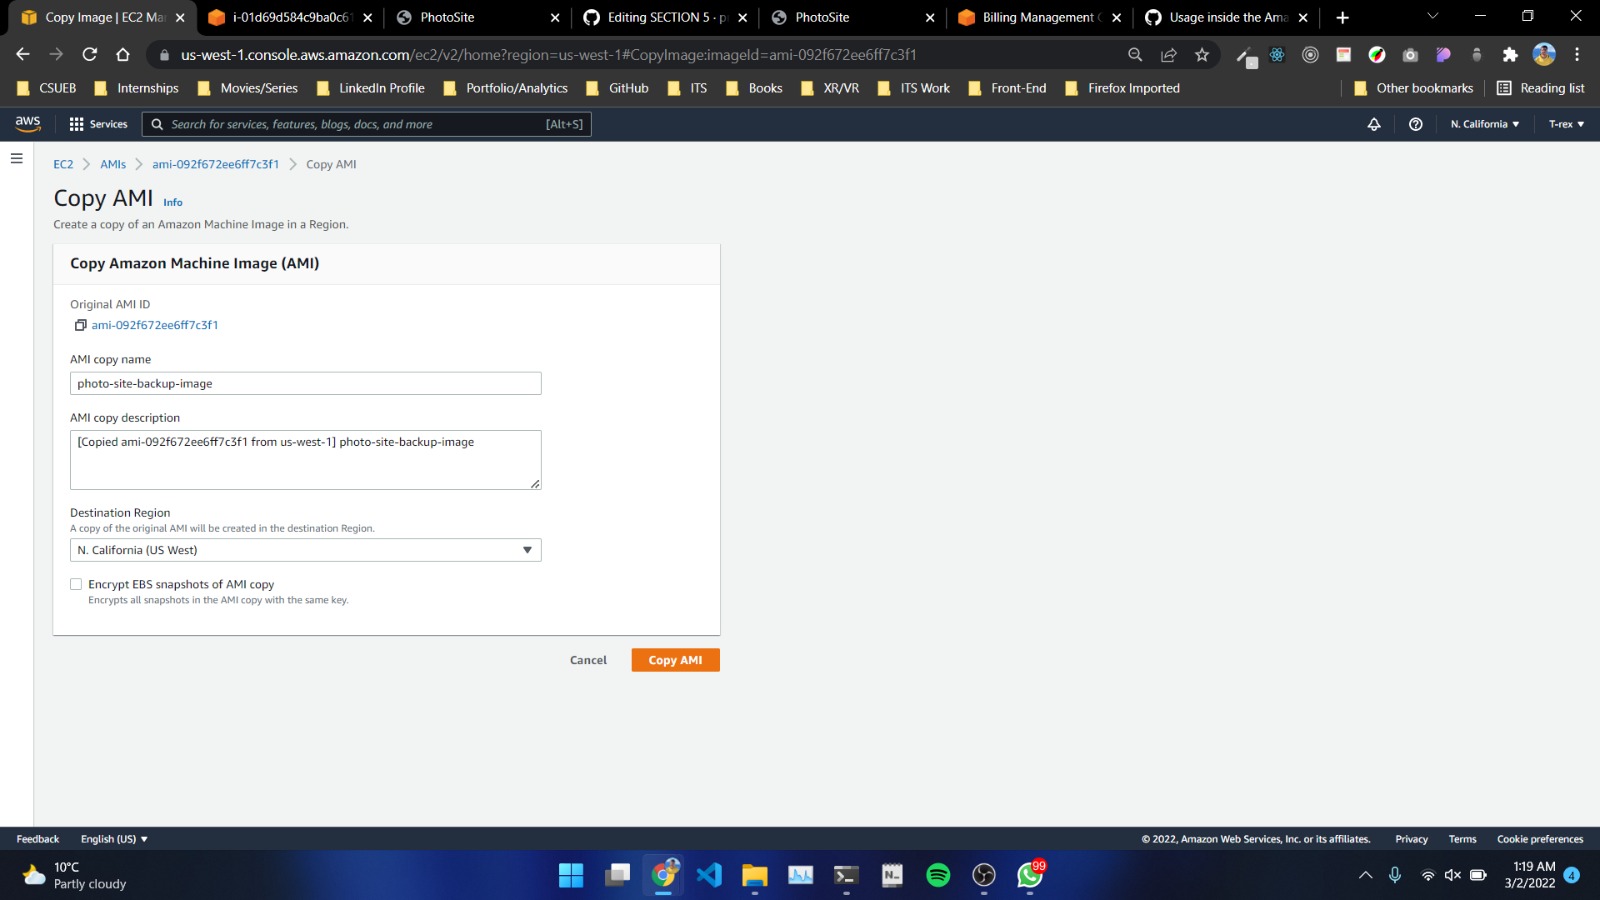 Copy Image | EC2 Ma
i-01d69d584c9ba0c61
PhotoSite
Editing SECTION 5 · p
PhotoSite
Billing Management C
Usage inside the Ama
us-west-1.console.aws.amazon.com/ec2/v2/home?region=us-west-1#CopyImage:imageId=ami-092f672ee6ff7c3f1
CSUEB
Internships
Movies/Series
LinkedIn Profile
Portfolio/Analytics
GitHub
ITS
Books
XR/VR
ITS Work
Front-End
Firefox Imported
Other bookmarks
Reading list
aws
Services
Search for services, features, blogs, docs, and more
[Alt+S]
N. California
T-rex
EC2
AMIs
ami-092f672ee6ff7c3f1
Copy AMI
Copy AMI Info
Create a copy of an Amazon Machine Image in a Region.
Copy Amazon Machine Image (AMI)
Original AMI ID
ami-092f672ee6ff7c3f1
AMI copy name
photo-site-backup-image
AMI copy description
[Copied ami-092f672ee6ff7c3f1 from us-west-1] photo-site-backup-image
Destination Region
A copy of the original AMI will be created in the destination Region.
N. California (US West)
Encrypt EBS snapshots of AMI copy
Encrypts all snapshots in the AMI copy with the same key.
Cancel
Copy AMI
Feedback
English (US)
© 2022, Amazon Web Services, Inc. or its affiliates.
Privacy
Terms
Cookie preferences
10°C
Partly cloudy
N_
99
1:19 AM
3/2/2022
4